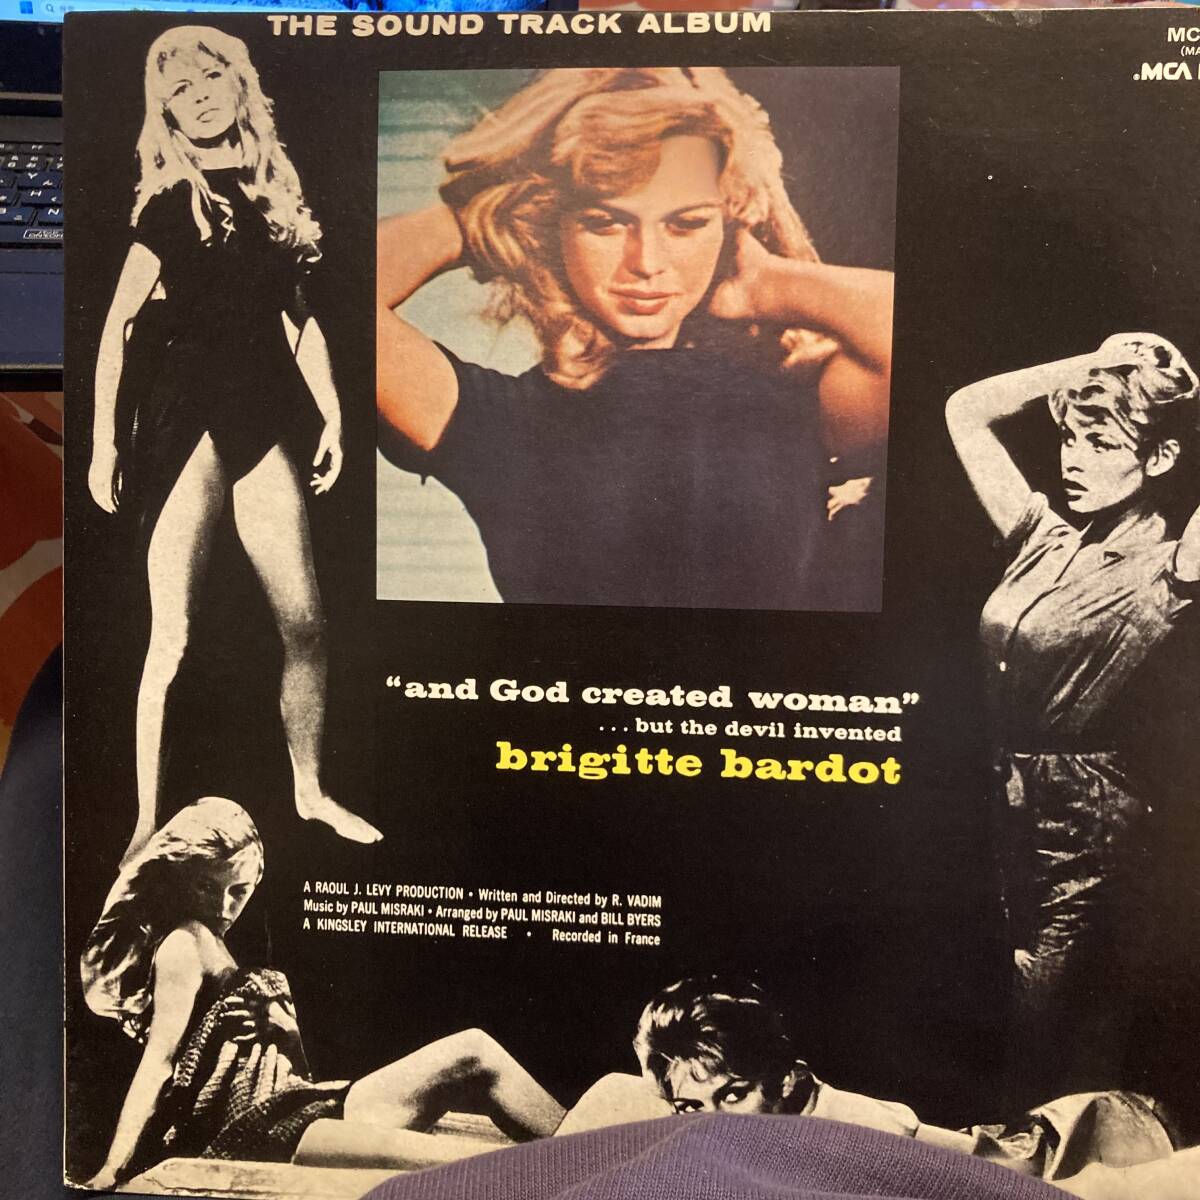 THE SOUND TRACK ALBUM
MC
(MA
.MCA
“and God created woman”
...but the devil invented
brigitte bardot
A RAOUL J. LEVY PRODUCTION • Written and Directed by R. VADIM
Music by PAUL MISRAKI • Arranged by PAUL MISRAKI and BILL BYERS
A KINGSLEY INTERNATIONAL RELEASE • Recorded in France